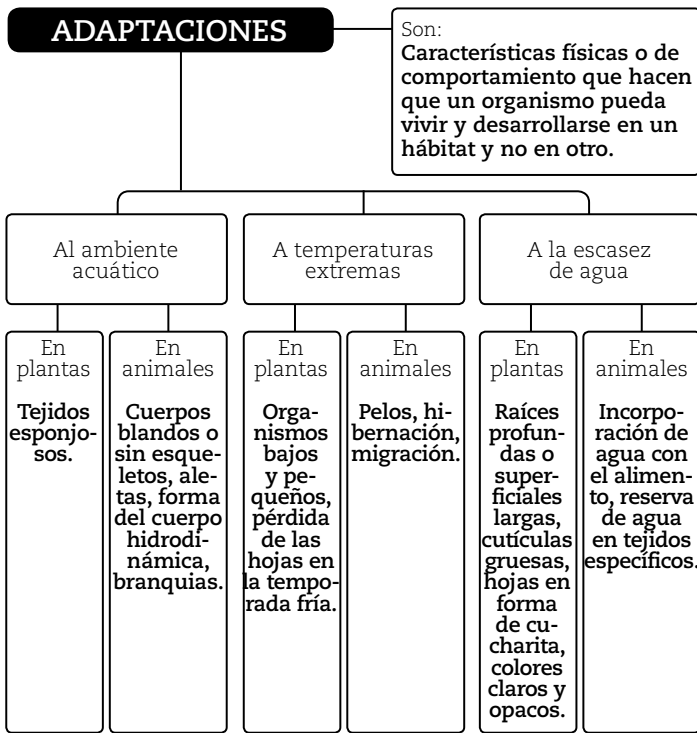 ADAPTACIONES
Son:
Características físicas o de
comportamiento que hacen
que un organismo pueda
vivir y desarrollarse en un
hábitat y no en otro.
Al ambiente
acuático
A temperaturas
extremas
A la escasez
de agua
En
plantas
Tejidos
esponjo-
sos.
En
animales
Cuerpos
blandos o
sin esque-
letos, ale-
tas, forma
del cuerpo
hidrodi-
námica,
branquias.
En
plantas
Orga-
nismos
bajos
y pe-
queños,
pérdida
de las
hojas en
la tempo-
rada fría.
En
animales
Pelos, hi-
bernación,
migración.
En
plantas
Raíces
profun-
das o
super-
ficiales
largas,
cutículas
gruesas,
hojas en
forma
de cu-
charita,
colores
claros y
opacos.
En
animales
Incorpo-
ración de
agua con
el alimen-
to, reserva
de agua
en tejidos
específicos.